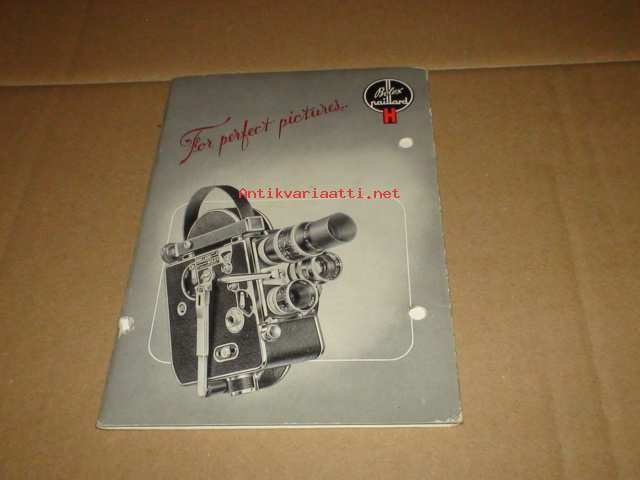 Bolex
paillard
H
For perfect pictures..
Antikvariaatti.net